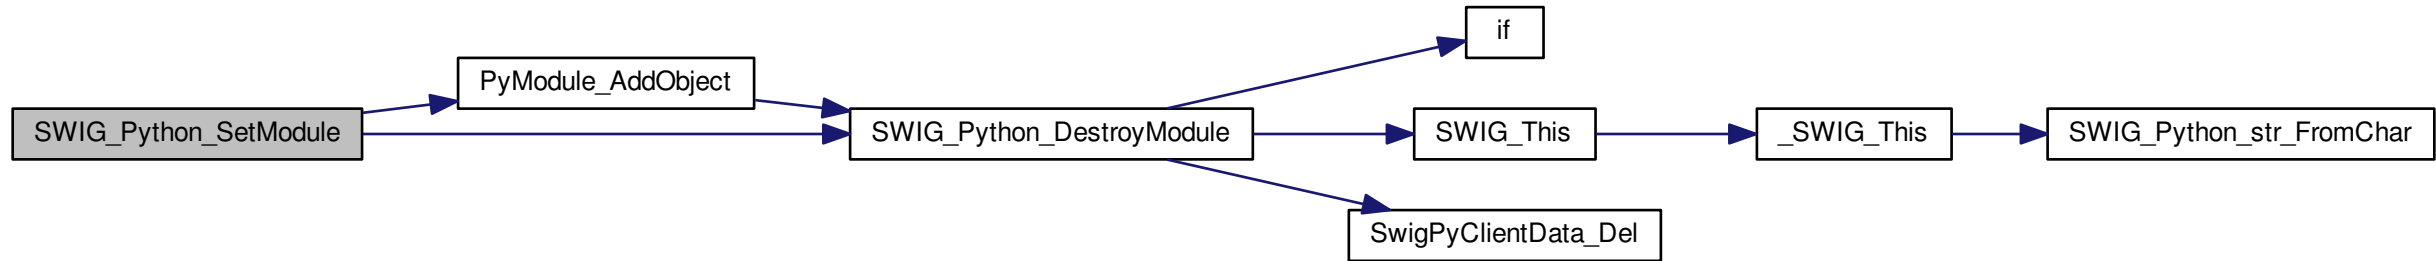 SWIG_Python_SetModule
PyModule_AddObject
SWIG_Python_DestroyModule
if
SWIG_This
SwigPyClientData_Del
_SWIG_This
SWIG_Python_str_FromChar